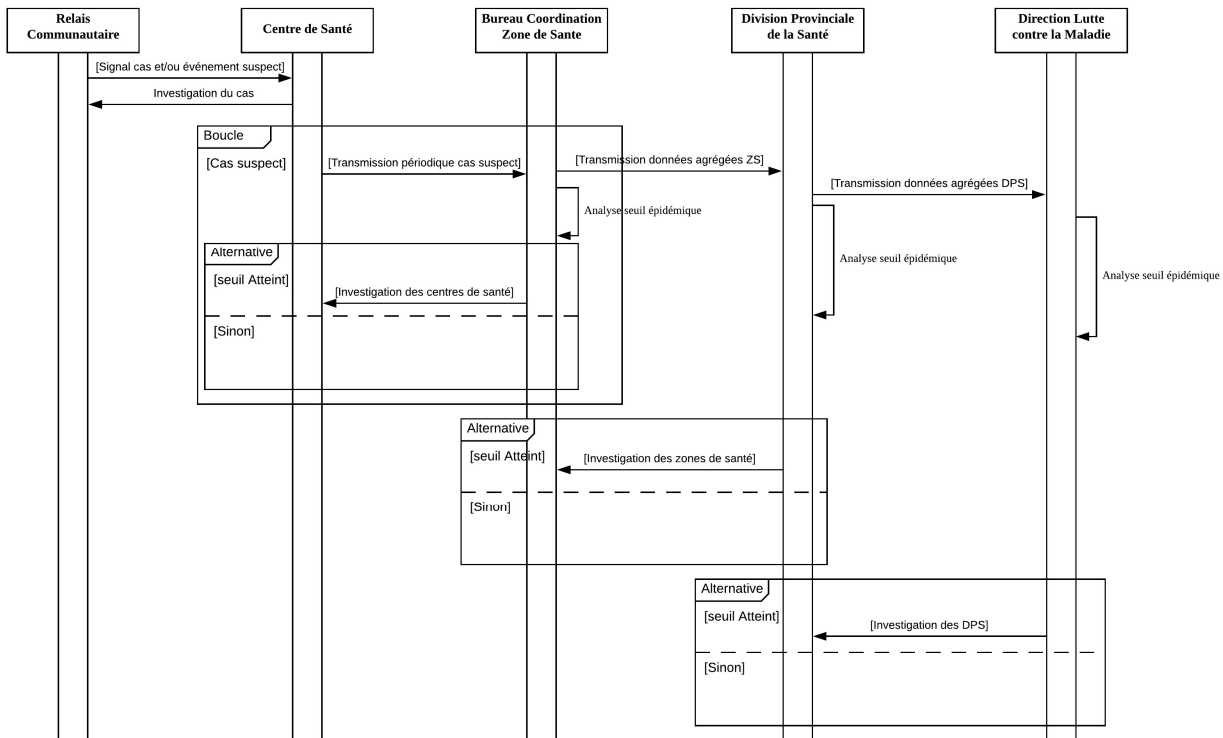 Relais
Communautaire
Centre de Santé
Bureau Coordination
Zone de Sante
Division Provinciale
de la Santé
Direction Lutte
contre la Maladie
[Signal cas et/ou événement suspect]
Investigation du cas
Boucle
[Cas suspect]
[Transmission périodique cas suspect]
[Transmission données agrégées ZS]
[Transmission données agrégées DPS]
Analyse seuil épidémique
Analyse seuil épidémique
Analyse seuil épidémique
Alternative
[seuil Atteint]
[Investigation des centres de santé]
[Sinon]
Alternative
[seuil Atteint]
[Investigation des zones de santé]
[Sinon]
Alternative
[seuil Atteint]
[Investigation des DPS]
[Sinon]